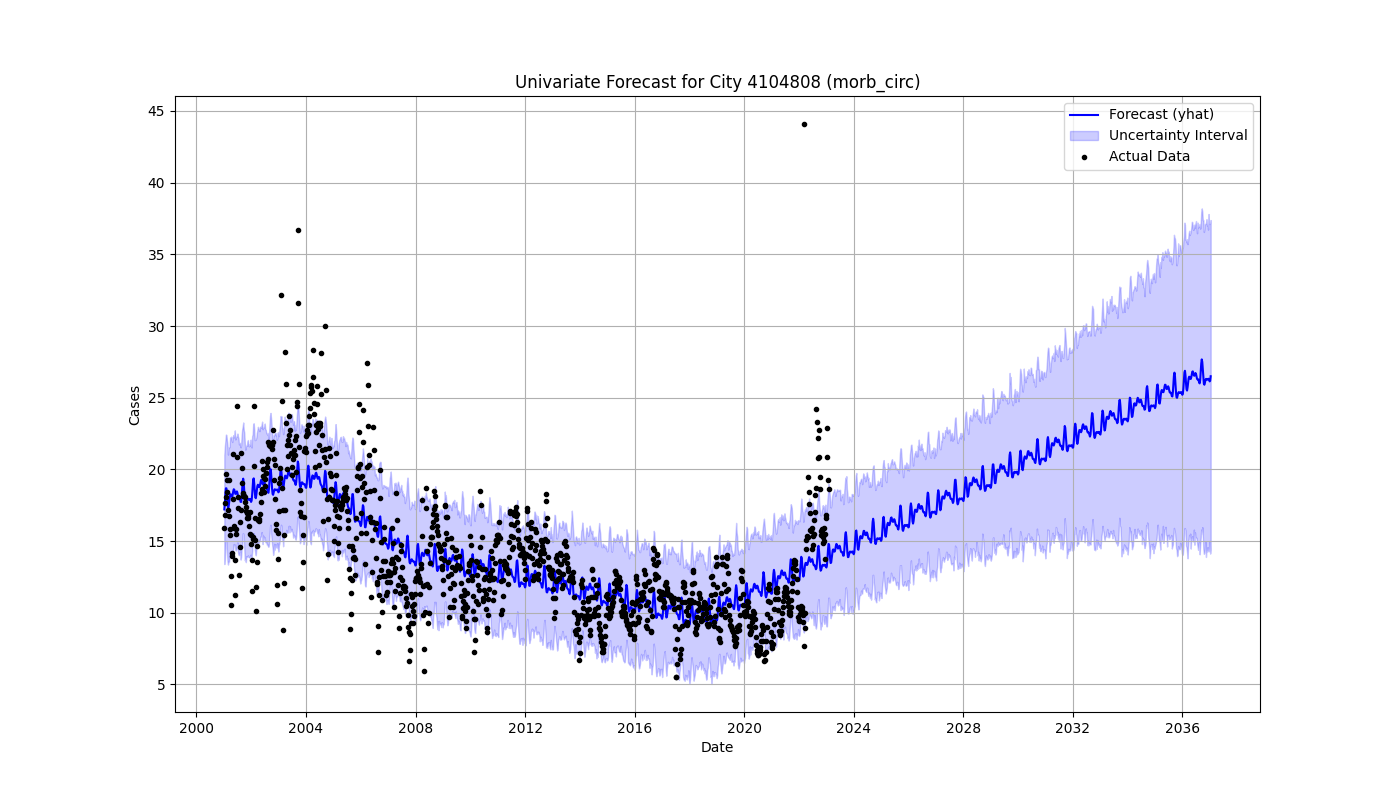 Univariate Forecast for City 4104808 (morb_circ)
Forecast (yhat)
Uncertainty Interval
Actual Data
Cases
45
40
35
30
25
20
15
10
5
2000 2004 2008 2012 2016 2020 2024 2028 2032 2036
Date